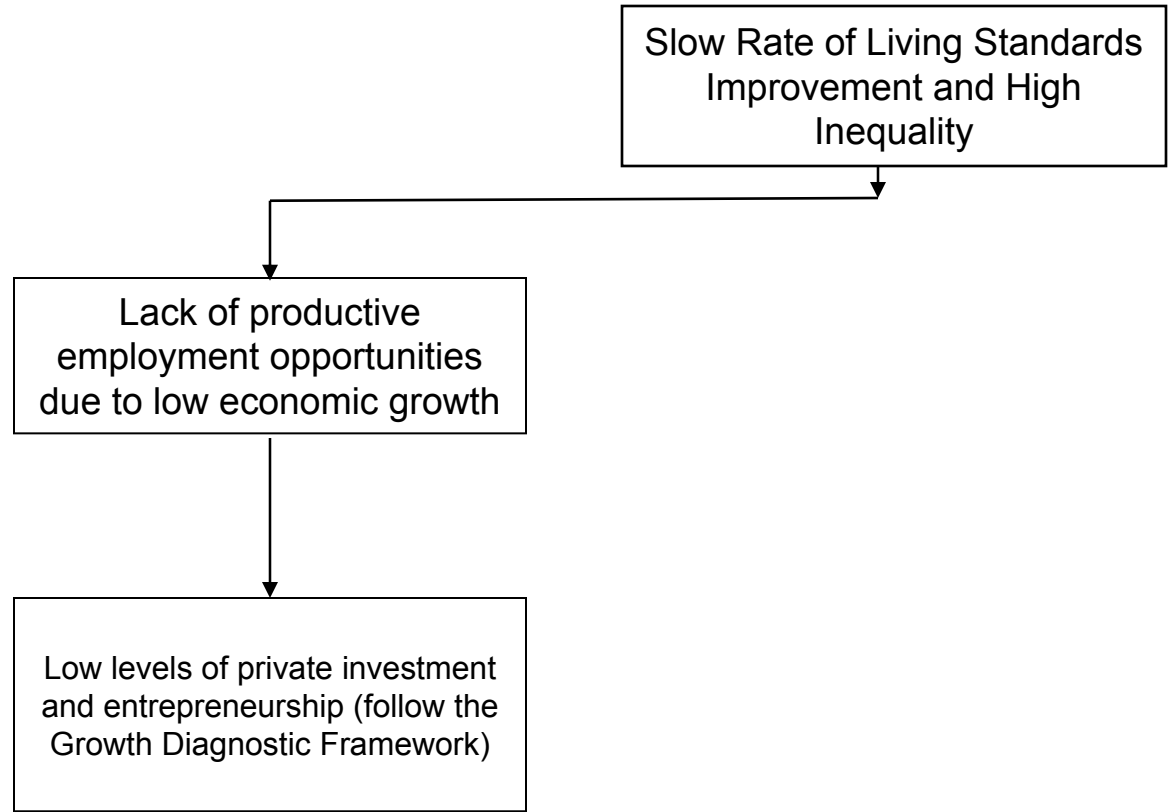 Slow Rate of Living Standards
Improvement and High
Inequality
Lack of productive
employment opportunities
due to low economic growth
Low levels of private investment
and entrepreneurship (follow the
Growth Diagnostic Framework)